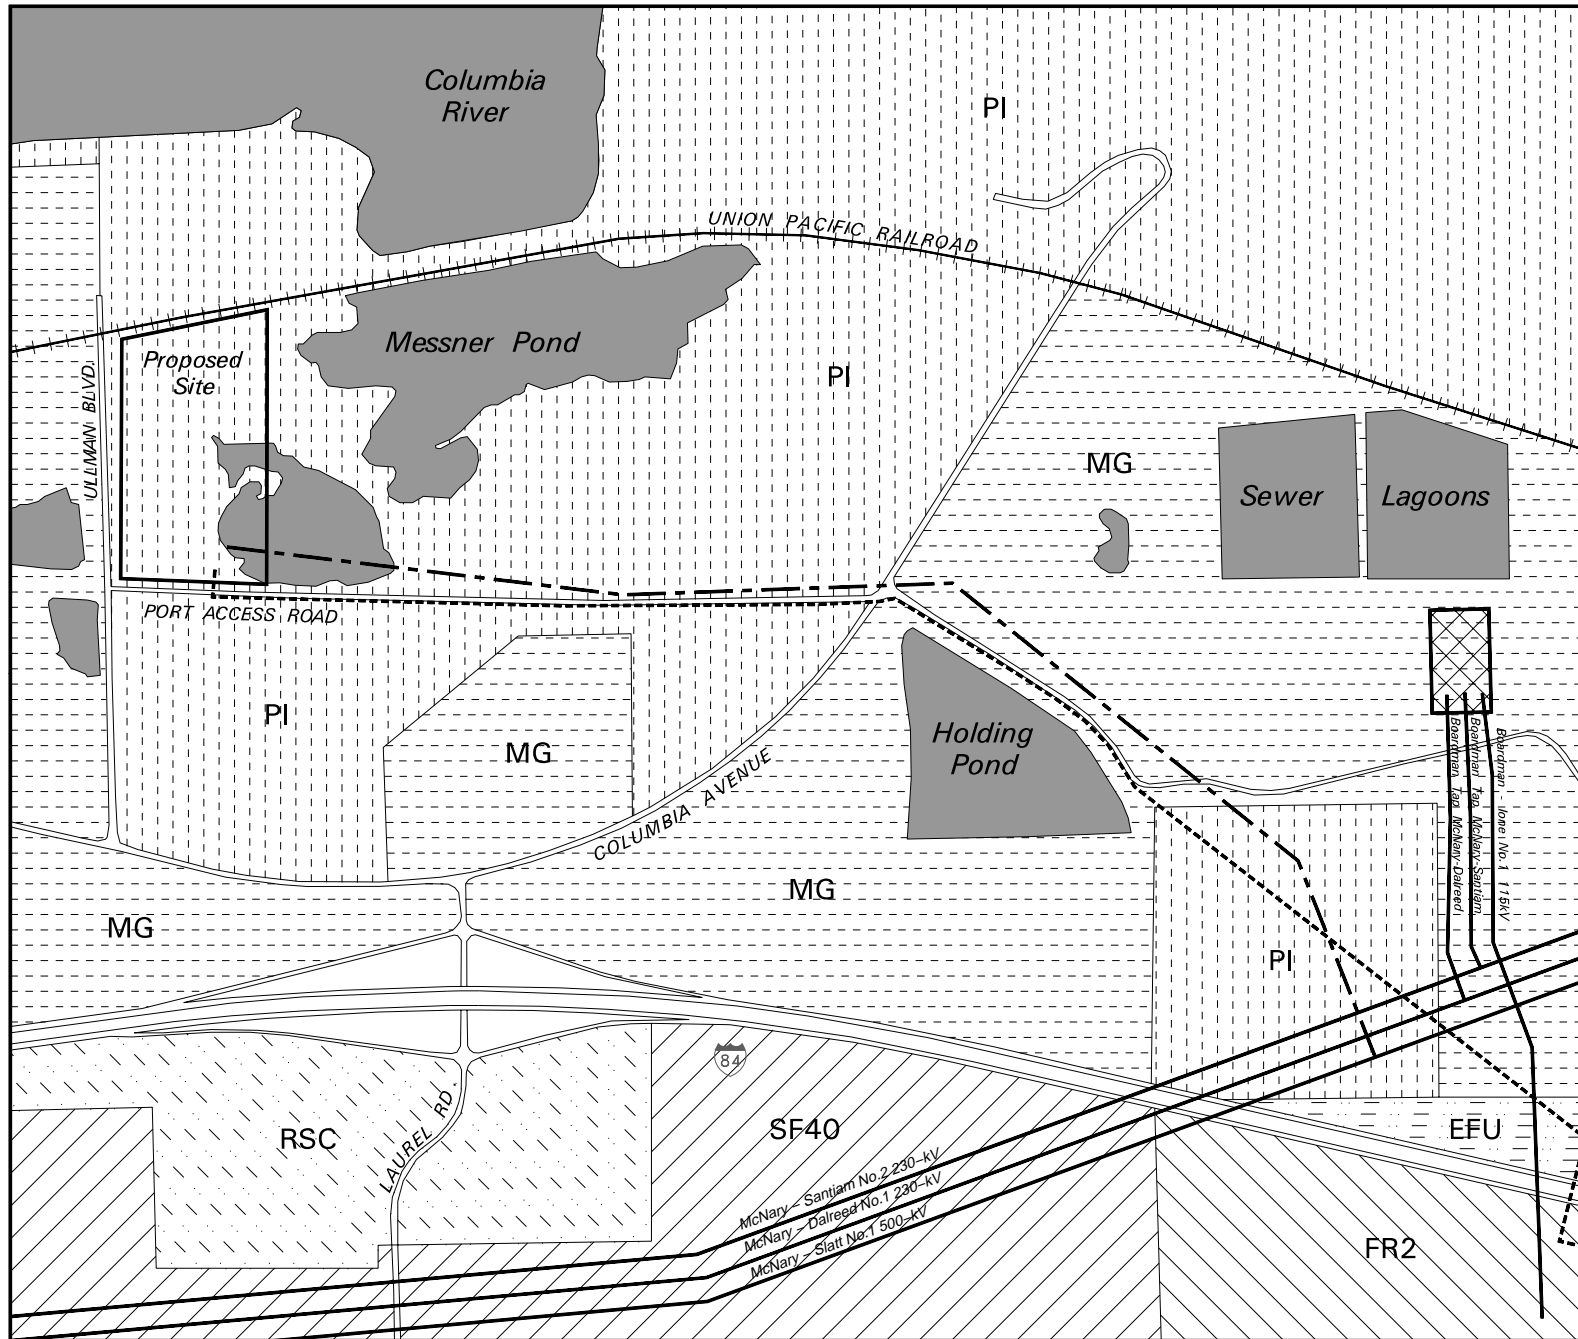 Columbia
River
PI
UNION PACIFIC RAILROAD
Messner Pond
Proposed
Site
PI
ULLMAN BLVD.
MG
Sewer Lagoons
PORT ACCESS ROAD
PI
MG
Holding
Pond
COLUMBIA AVENUE
Boardman Tap McNary-Dalreed
Boardman Tap McNary-Santiam
Boardman - Ione No.1 115kV
MG
MG
PI
84
RSC
LAUREL RD.
SF40
EFU
McNary – Santiam No.2 230–kV
McNary – Dalreed No.1 230–kV
McNary – Slatt No.1 500–kV
FR2